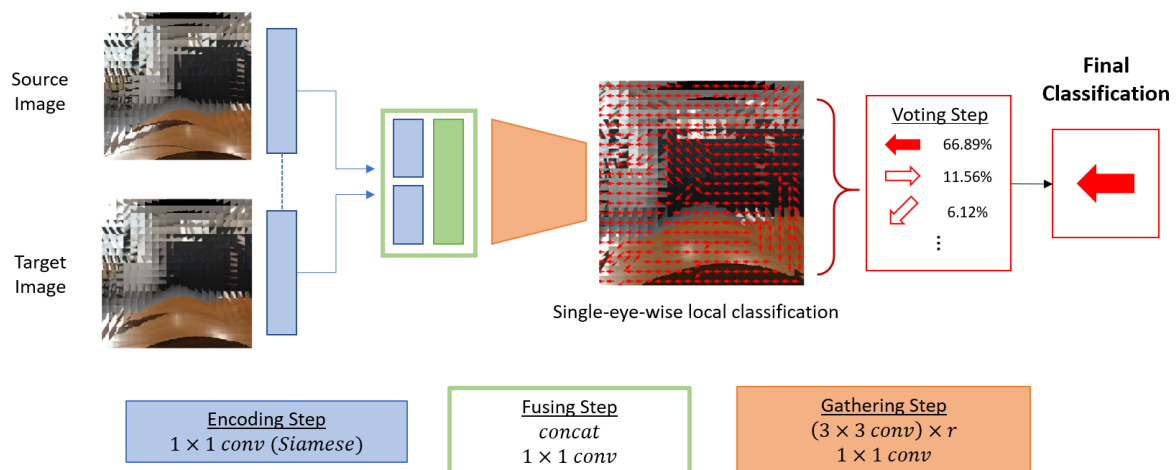 Source
Image
Target
Image
Single-eye-wise local classification
Voting Step
66.89%
11.56%
6.12%
⋮
Final
Classification
Encoding Step
1 × 1 conv (Siamese)
Fusing Step
concat
1 × 1 conv
Gathering Step
(3 × 3 conv) × r
1 × 1 conv